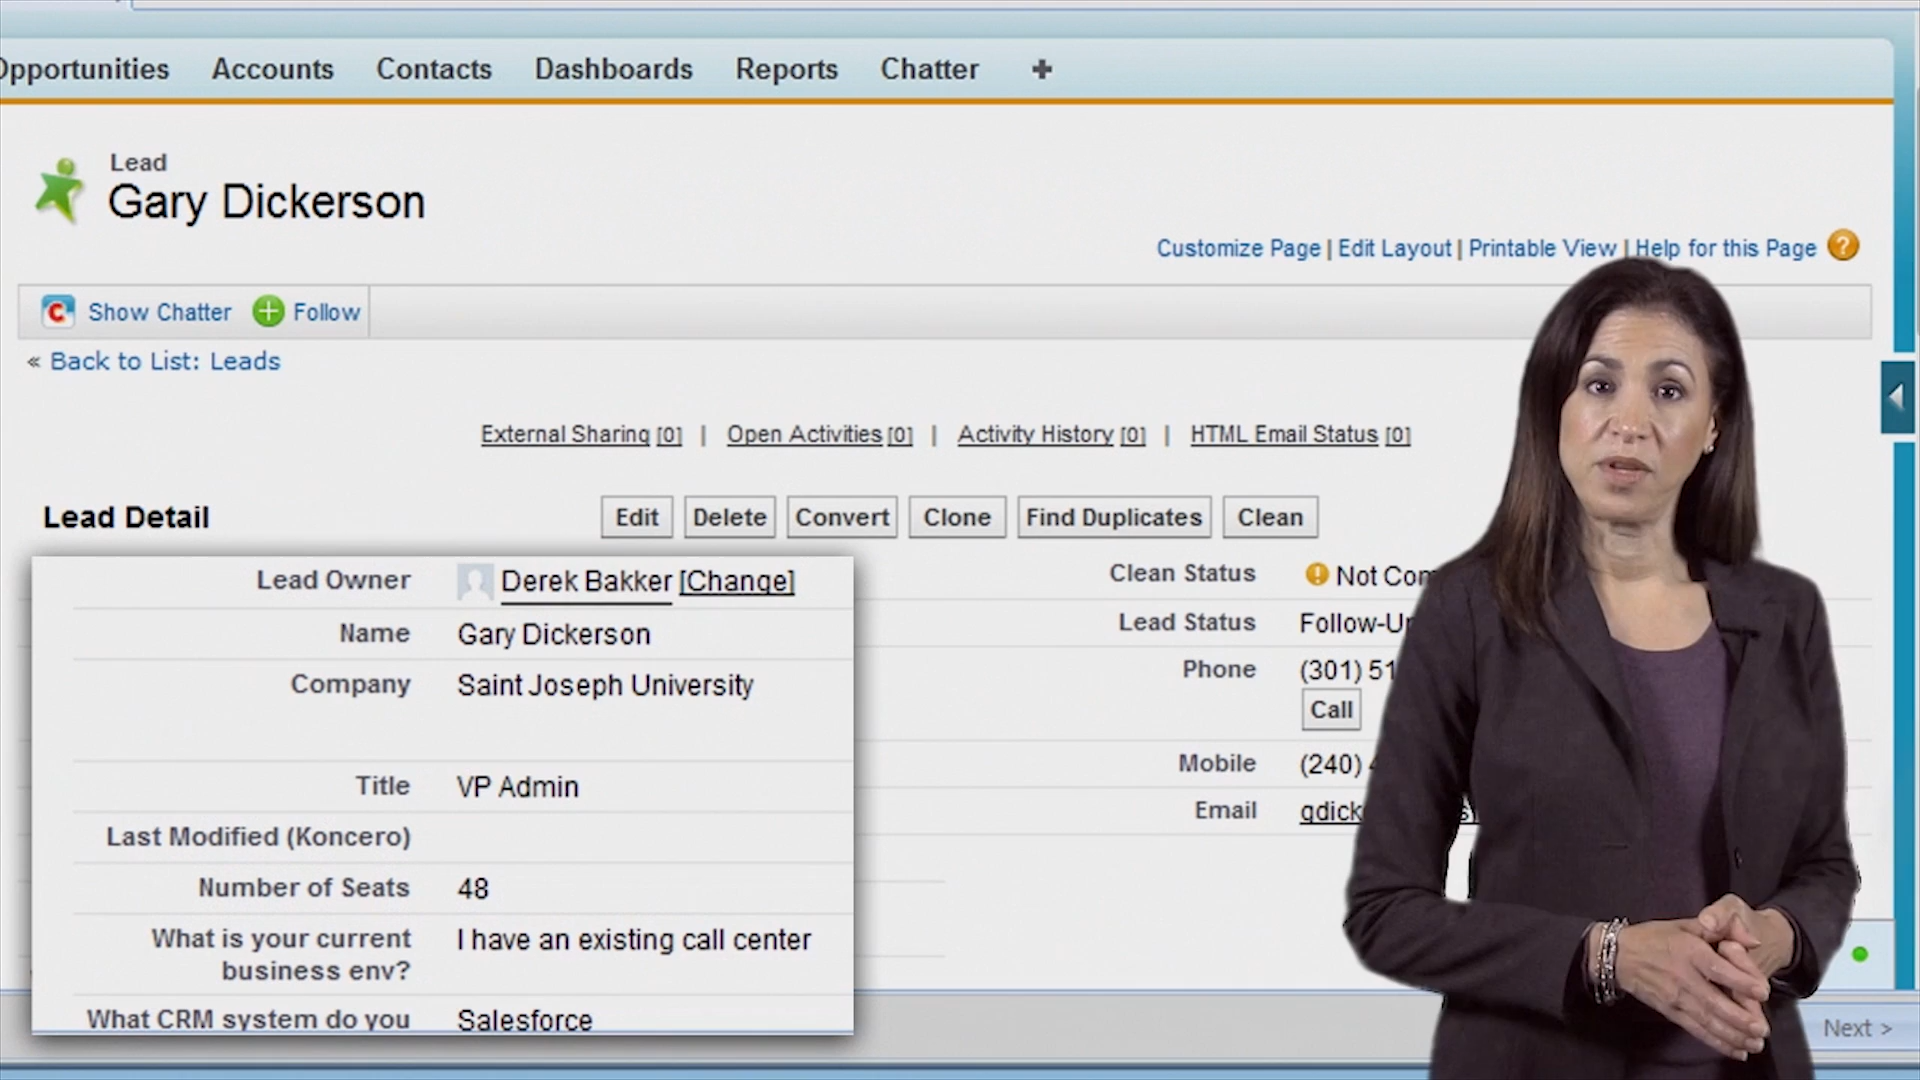 Opportunities Accounts Contacts Dashboards Reports Chatter +
Lead
Gary Dickerson
Customize Page | Edit Layout | Printable View | Help for this Page ?
Show Chatter Follow
« Back to List: Leads
External Sharing [0] | Open Activities [0] | Activity History [0] | HTML Email Status [0]
Lead Detail Edit Delete Convert Clone Find Duplicates Clean
Lead Owner Derek Bakker [Change]
Name Gary Dickerson
Company Saint Joseph University
Title VP Admin
Last Modified (Koncero)
Number of Seats 48
What is your current business env? I have an existing call center
What CRM system do you Salesforce
Clean Status Not
Lead Status
Phone (301) 51
Call
Mobile (240)
Email gdick
Next >